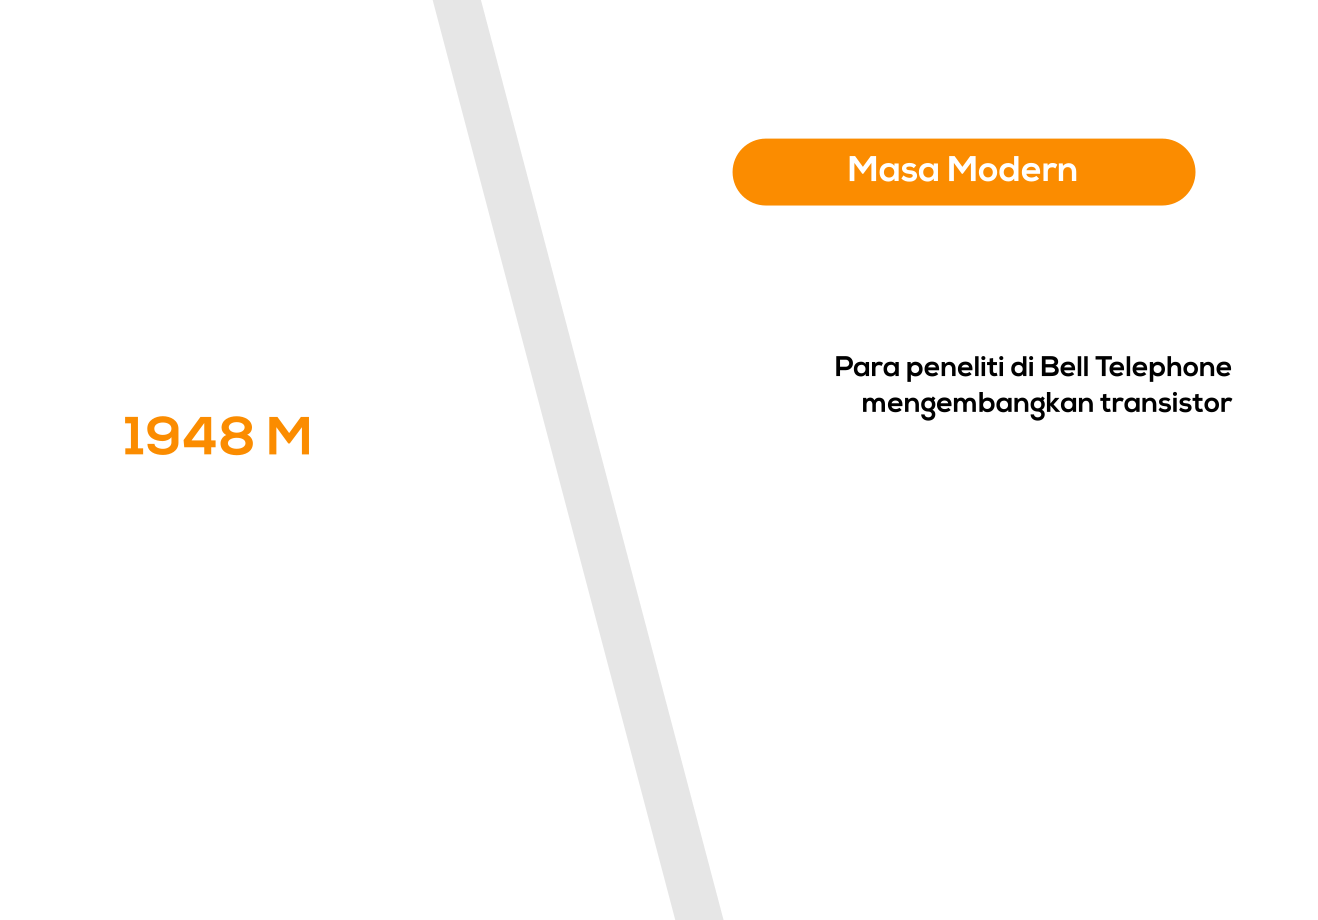 Masa Modern
1948 M
Para peneliti di Bell Telephone
mengembangkan transistor